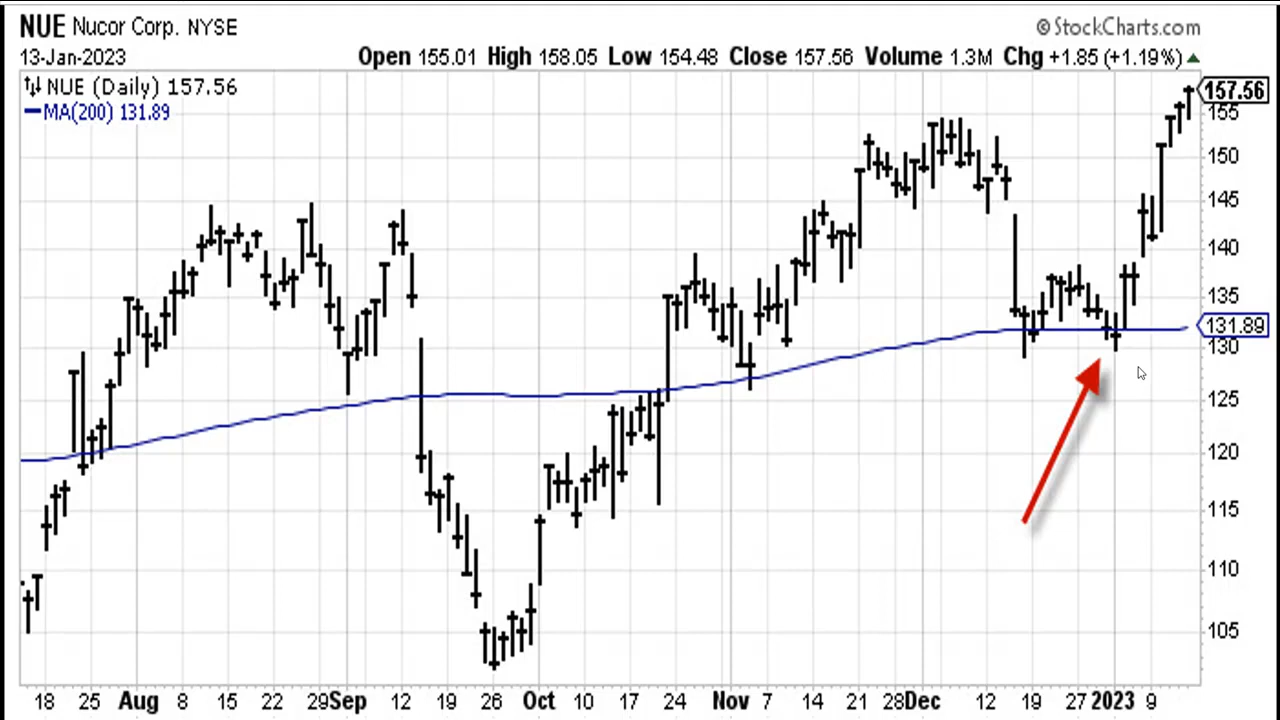 NUE Nucor Corp. NYSE
© StockCharts.com
13-Jan-2023
Open 155.01 High 158.05 Low 154.48 Close 157.56 Volume 1.3M Chg +1.85 (+1.19%)
NUE (Daily) 157.56
MA(200) 131.89
157.56
155
150
145
140
135
131.89
130
125
120
115
110
105
18 25 Aug 8 15 22 29 Sep 12 19 26 Oct 10 17 24 Nov 7 14 21 28 Dec 12 19 27 2023 9